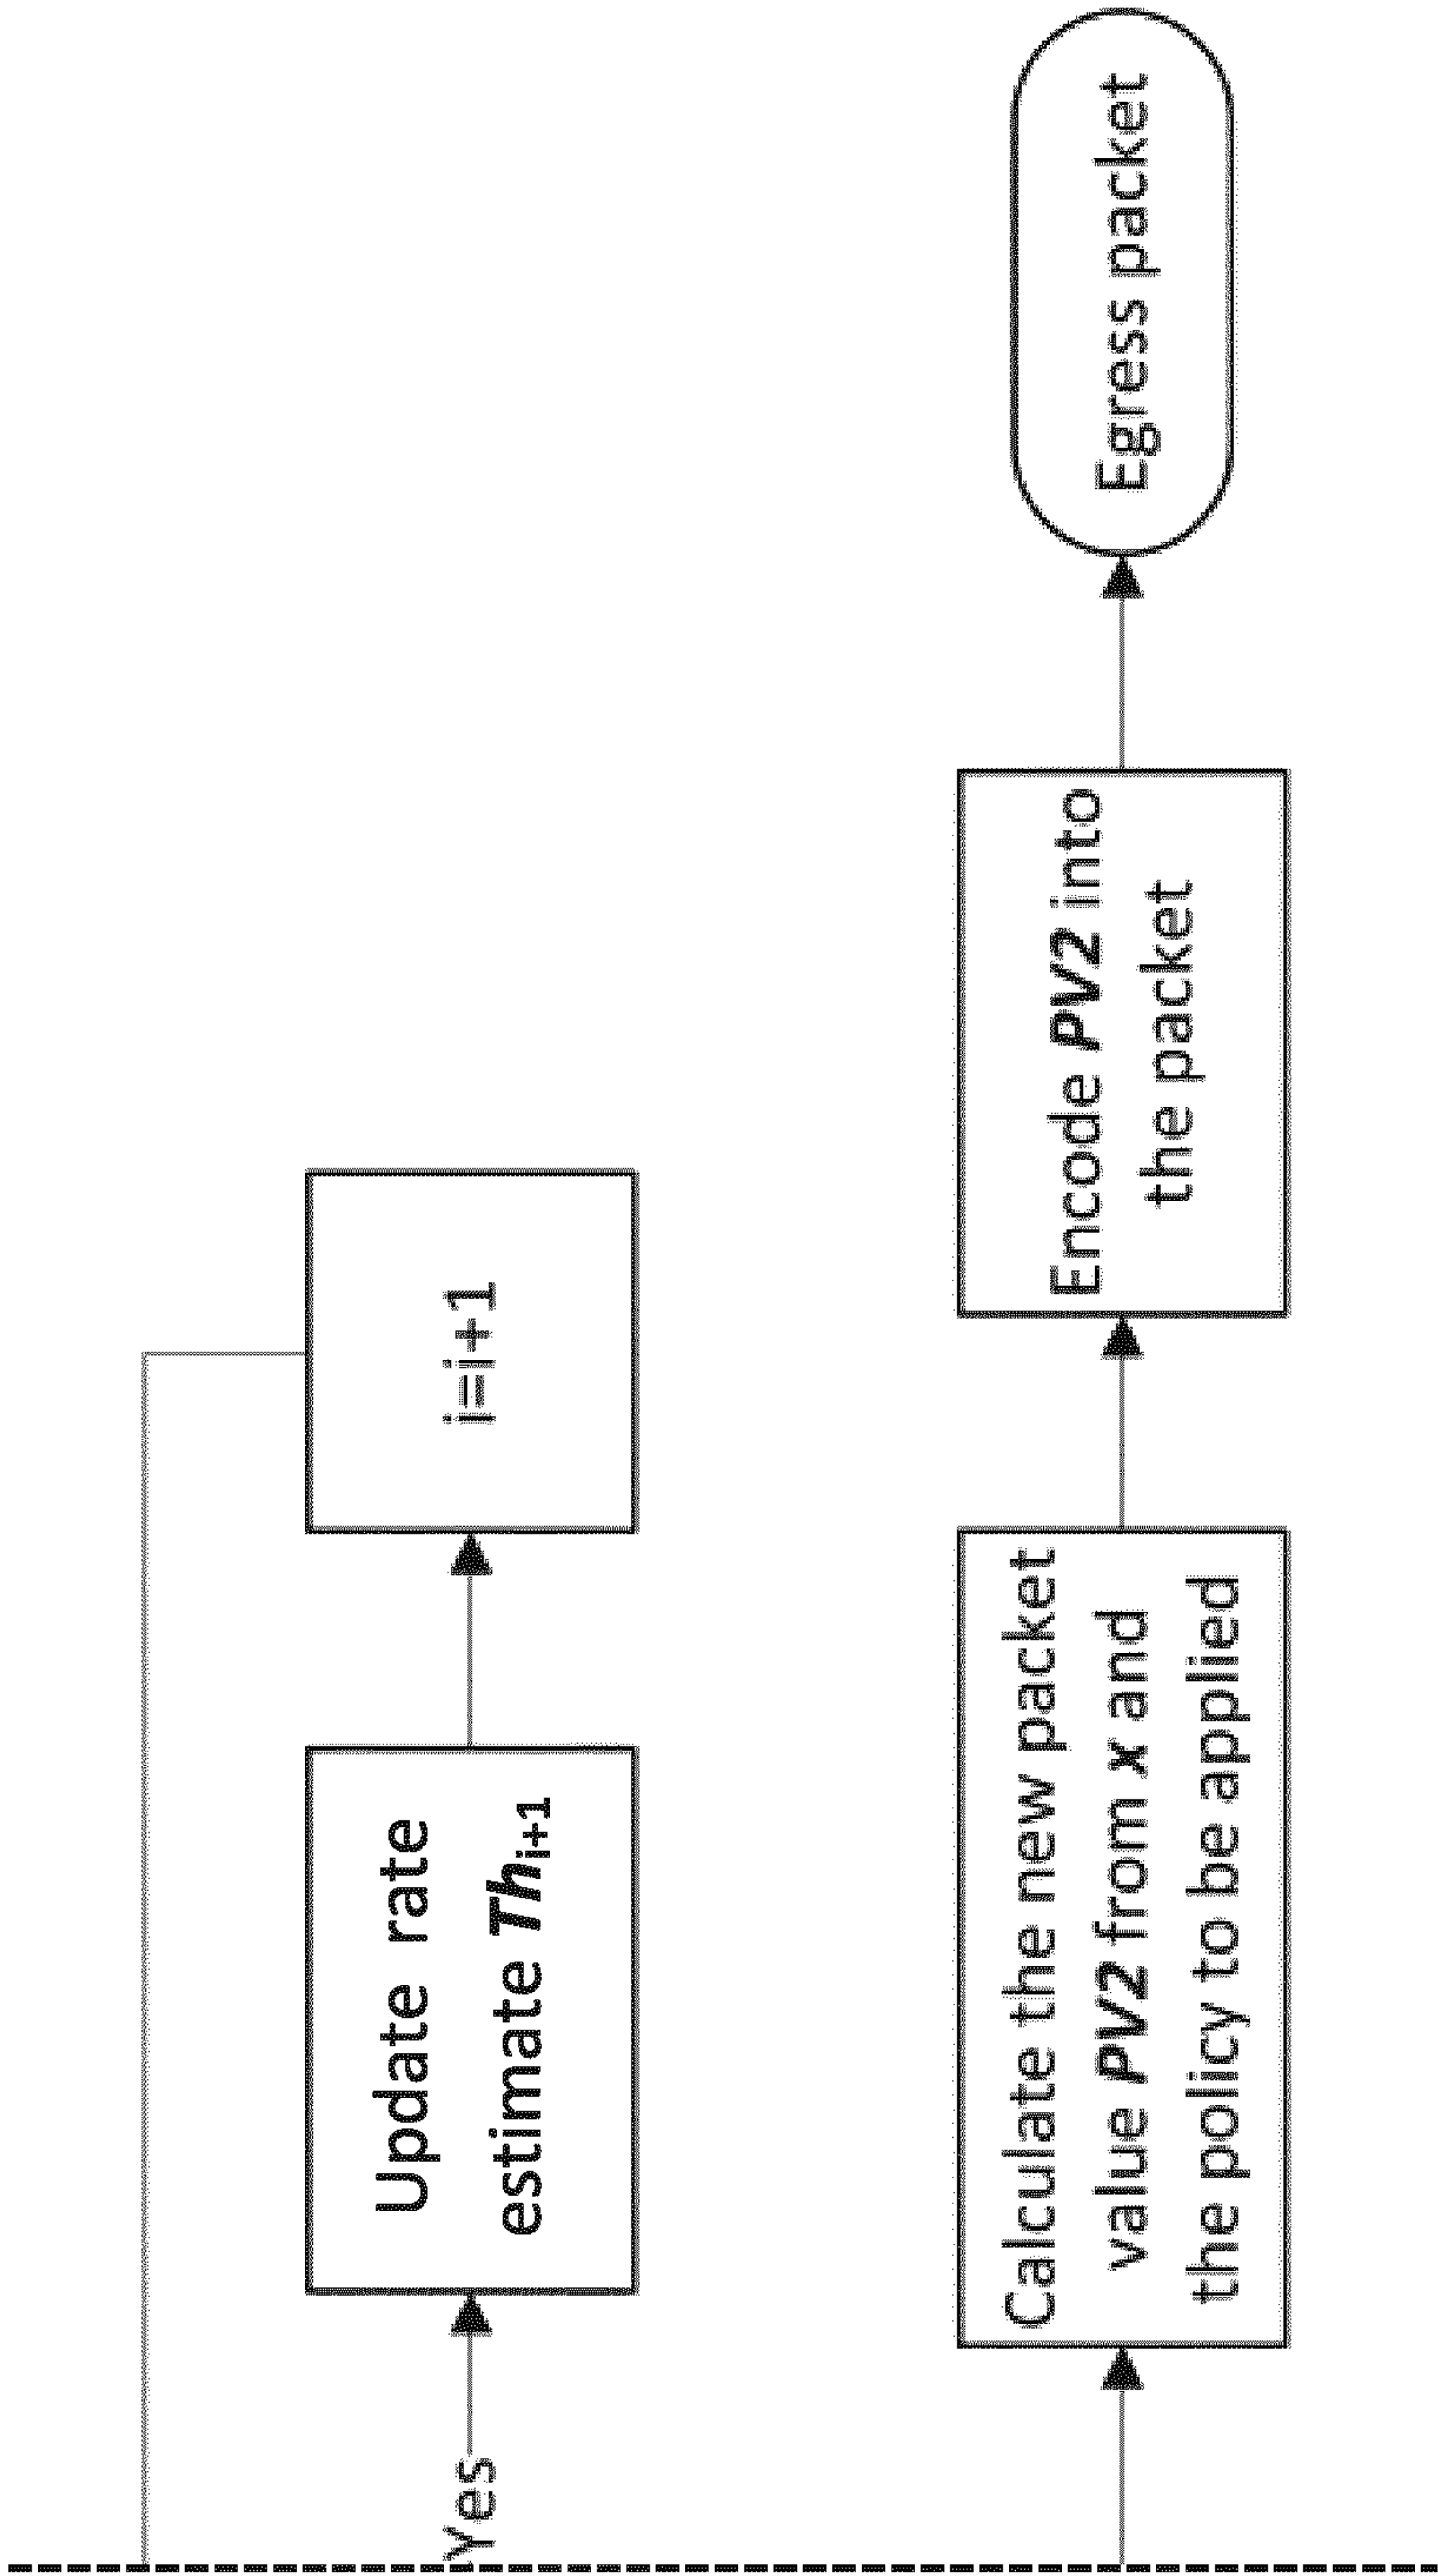 Yes
Update rate
estimate Thi+1
i=i+1
Calculate the new packet
value PV2 from x and
the policy to be applied
Encode PV2 into
the packet
Egress packet